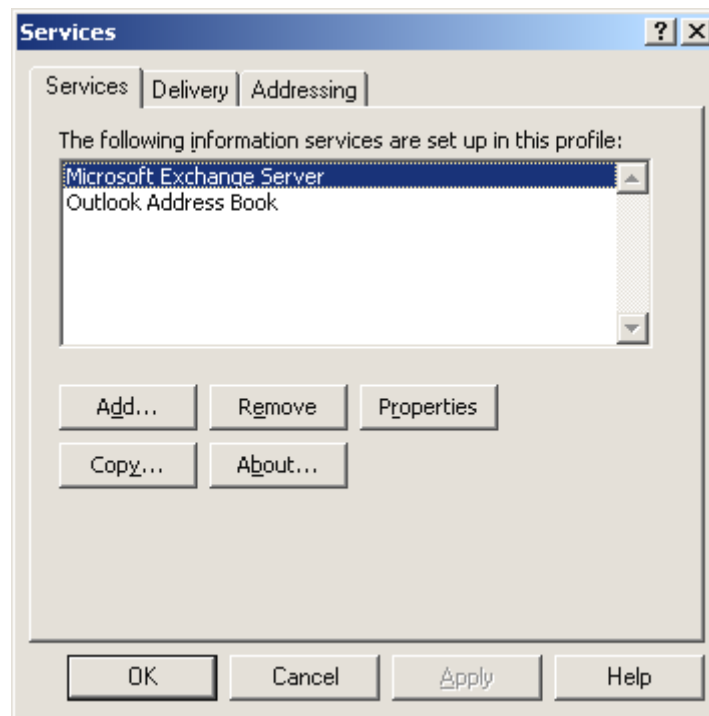 Services
Services Delivery Addressing
The following information services are set up in this profile:
Microsoft Exchange Server
Outlook Address Book
Add... Remove Properties
Copy... About...
OK Cancel Apply Help